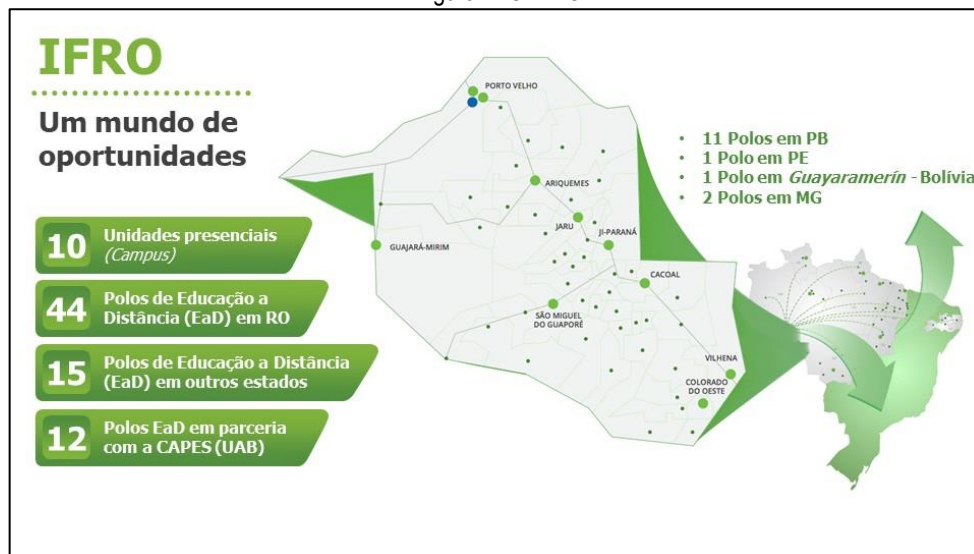 IFRO
Um mundo de
oportunidades
10
Unidades presenciais
(Campus)
44
Polos de Educação a
Distância (EaD) em RO
15
Polos de Educação a Distância
(EaD) em outros estados
12
Polos EaD em parceria
com a CAPES (UAB)
PORTO VELHO
ARIQUEMES
JARU
JI-PARANÁ
GUAJARÁ-MIRIM
CACOAL
SÃO MIGUEL
DO GUAPORÉ
VILHENA
COLORADO
DO OESTE
• 11 Polos em PB
• 1 Polo em PE
• 1 Polo em Guayaramerín - Bolívia
• 2 Polos em MG